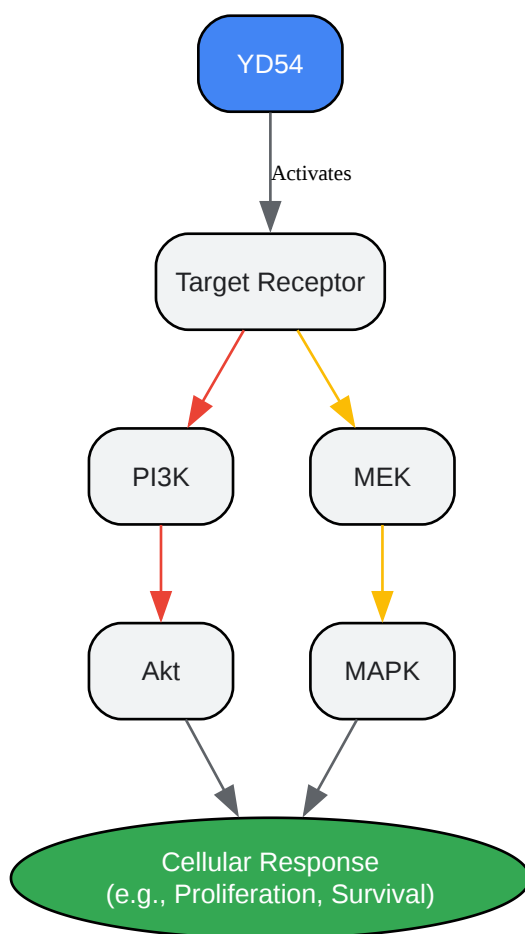 YD54
Activates
Target Receptor
PI3K
MEK
Akt
MAPK
Cellular Response
(e.g., Proliferation, Survival)